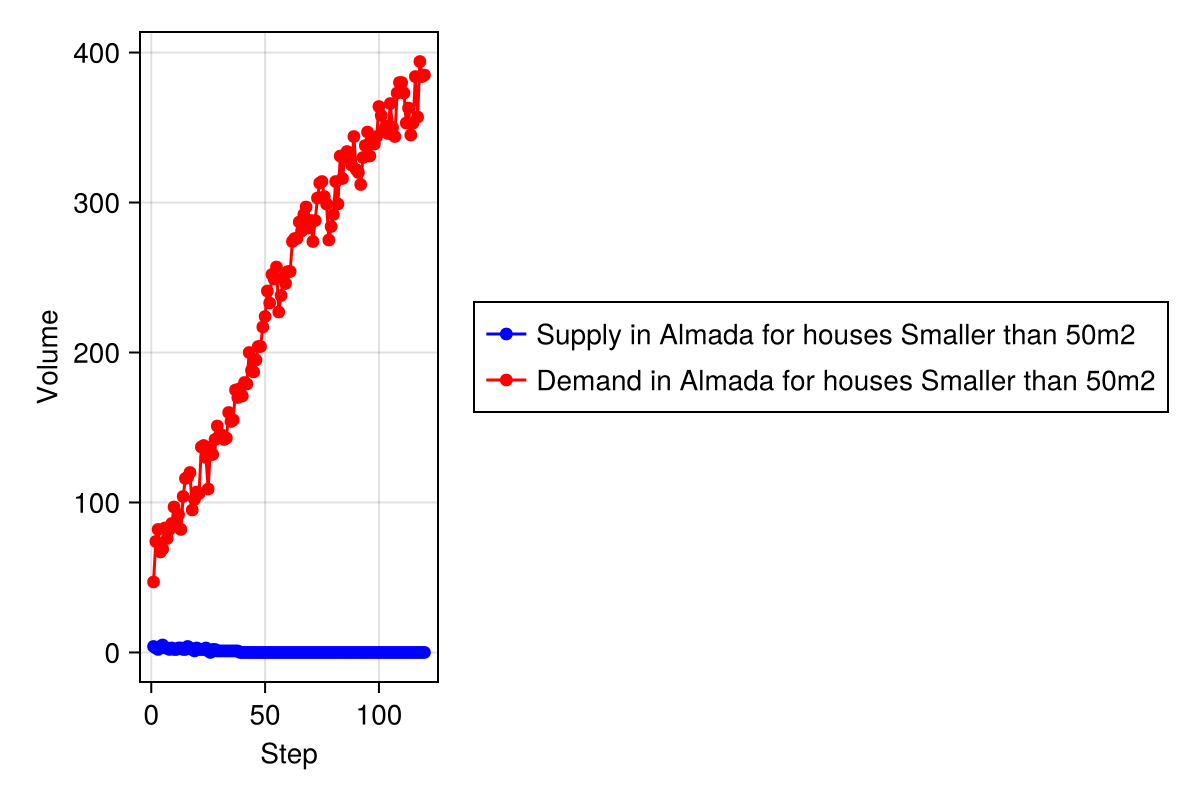 400
300
200
100
0
Volume
0 50 100
Step
Supply in Almada for houses Smaller than 50m2
Demand in Almada for houses Smaller than 50m2